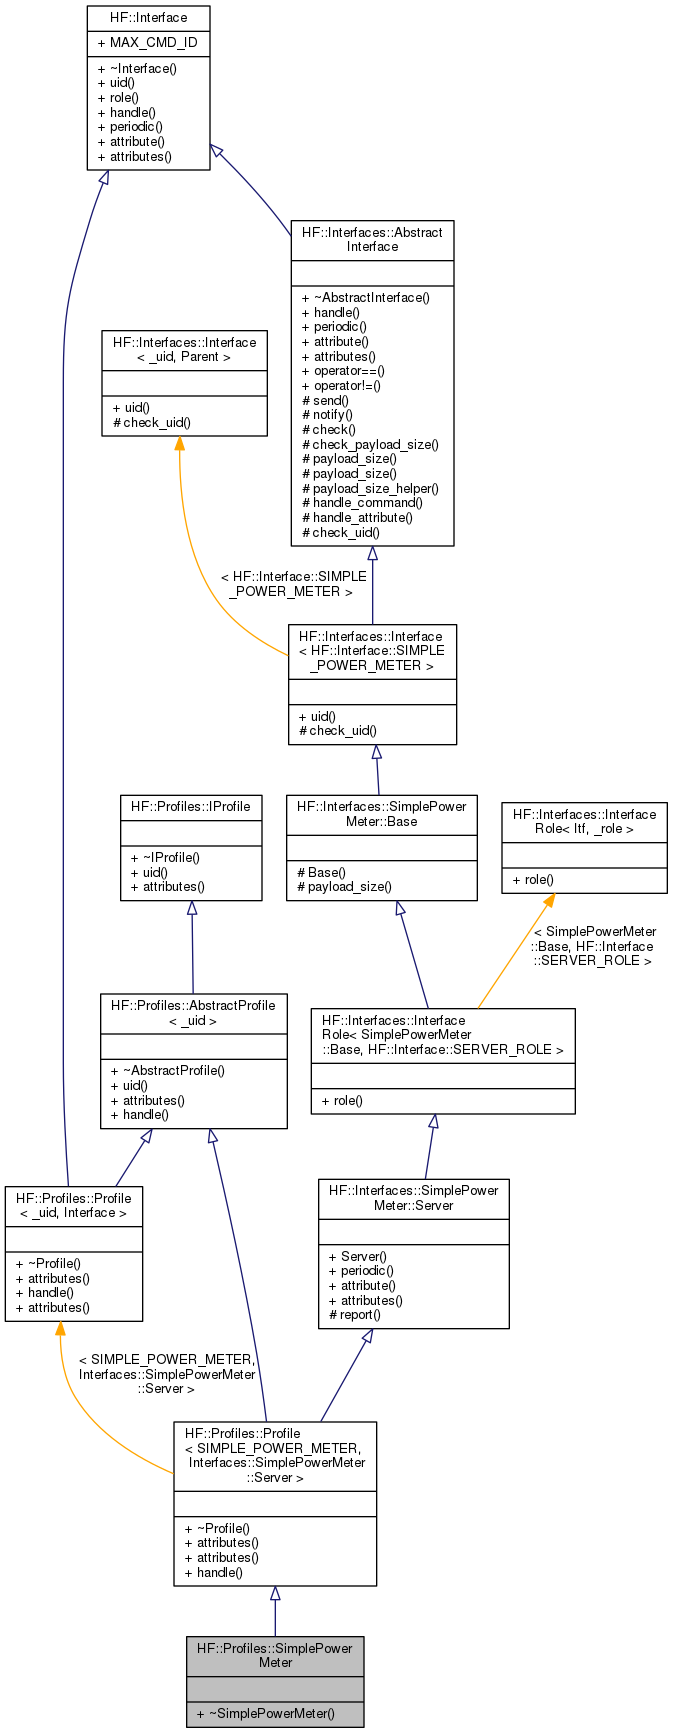 HF::Interface
+ MAX_CMD_ID
+ ~Interface()
+ uid()
+ role()
+ handle()
+ periodic()
+ attribute()
+ attributes()
HF::Interfaces::Abstract
Interface
+ ~AbstractInterface()
+ handle()
+ periodic()
+ attribute()
+ attributes()
+ operator==()
+ operator!=()
# send()
# notify()
# check()
# check_payload_size()
# payload_size()
# payload_size()
# payload_size_helper()
# handle_command()
# handle_attribute()
# check_uid()
HF::Interfaces::Interface
< _uid, Parent >
+ uid()
# check_uid()
< HF::Interface::SIMPLE
_POWER_METER >
HF::Interfaces::Interface
< HF::Interface::SIMPLE
_POWER_METER >
+ uid()
# check_uid()
HF::Profiles::IProfile
+ ~IProfile()
+ uid()
+ attributes()
HF::Interfaces::SimplePower
Meter::Base
# Base()
# payload_size()
HF::Interfaces::Interface
Role< Itf, _role >
+ role()
< SimplePowerMeter
::Base, HF::Interface
::SERVER_ROLE >
HF::Profiles::AbstractProfile
< _uid >
+ ~AbstractProfile()
+ uid()
+ attributes()
+ handle()
HF::Interfaces::Interface
Role< SimplePowerMeter
::Base, HF::Interface::SERVER_ROLE >
+ role()
HF::Profiles::Profile
< _uid, Interface >
+ ~Profile()
+ attributes()
+ handle()
+ attributes()
HF::Interfaces::SimplePower
Meter::Server
+ Server()
+ periodic()
+ attribute()
+ attributes()
# report()
< SIMPLE_POWER_METER,
Interfaces::SimplePowerMeter
::Server >
HF::Profiles::Profile
< SIMPLE_POWER_METER,
Interfaces::SimplePowerMeter
::Server >
+ ~Profile()
+ attributes()
+ attributes()
+ handle()
HF::Profiles::SimplePower
Meter
+ ~SimplePowerMeter()